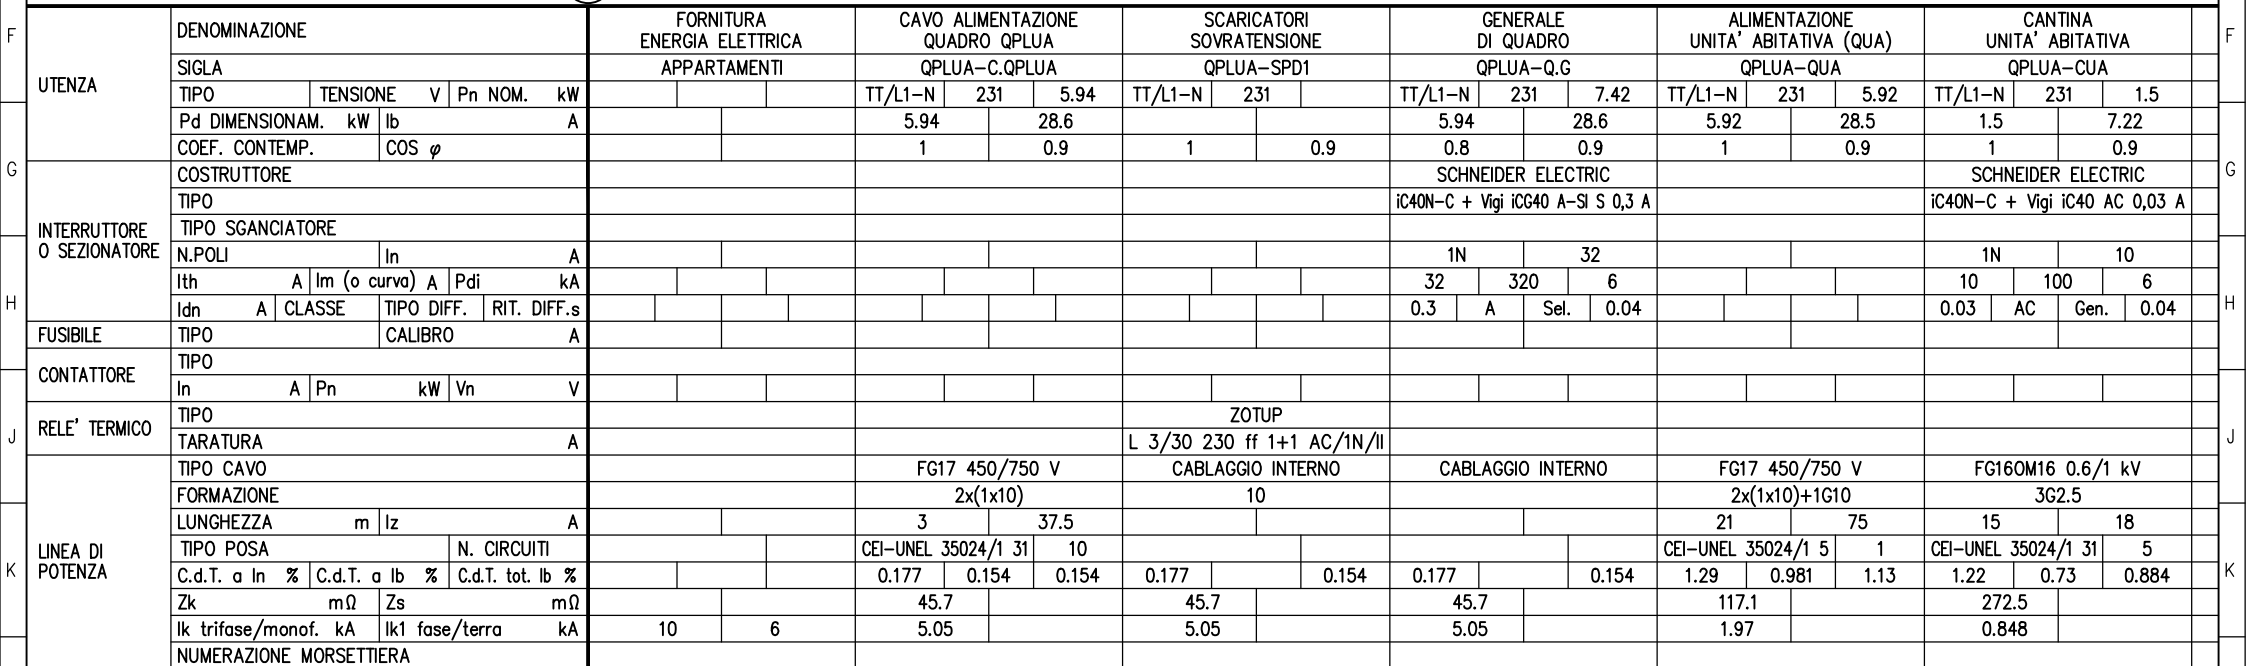 FORNITURA CAVO ALIMENTAZIONE SCARICATORI GENERALE ALIMENTAZIONE CANTINA
F DENOMINAZIONE ENERGIA ELETTRICA QUADRO QPLUA SOVRATENSIONE DI QUADRO UNITA' ABITATIVA (QUA) UNITA' ABITATIVA F
SIGLA APPARTAMENTI QPLUA-C.QPLUA QPLUA-SPD1 QPLUA-Q.G QPLUA-QUA QPLUA-CUA
UTENZA
TIPO TENSIONE V Pn NOM. kW TT/L1-N 231 5.94 TT/L1-N 231 TT/L1-N 231 7.42 TT/L1-N 231 5.92 TT/L1-N 231 1.5
Pd DIMENSIONAM. kW Ib A 5.94 28.6 5.94 28.6 5.92 28.5 1.5 7.22
COEF. CONTEMP. COS φ 1 0.9 1 0.9 0.8 0.9 1 0.9 1 0.9
G COSTRUTTORE SCHNEIDER ELECTRIC SCHNEIDER ELECTRIC G
TIPO iC40N-C + Vigi iCG40 A-SI S 0,3 A iC40N-C + Vigi iC40 AC 0,03 A
INTERRUTTORE O SEZIONATORE
TIPO SGANCIATORE
N.POLI In A 1N 32 1N 10
Ith A Im (o curva) A Pdi kA 32 320 6 10 100 6
H Idn A CLASSE TIPO DIFF. RIT. DIFF.s 0.3 A Sel. 0.04 0.03 AC Gen. 0.04 H
FUSIBILE TIPO CALIBRO A
CONTATTORE
TIPO
In A Pn kW Vn V
RELE' TERMICO
TIPO ZOTUP
J TARATURA A L 3/30 230 ff 1+1 AC/1N/II J
TIPO CAVO FG17 450/750 V CABLAGGIO INTERNO CABLAGGIO INTERNO FG17 450/750 V FG16OM16 0.6/1 kV
FORMAZIONE 2x(1x10) 10 2x(1x10)+1G10 3G2.5
LUNGHEZZA m Iz A 3 37.5 21 75 15 18
LINEA DI POTENZA
TIPO POSA N. CIRCUITI CEI-UNEL 35024/1 31 10 CEI-UNEL 35024/1 5 1 CEI-UNEL 35024/1 31 5
K C.d.T. a In % C.d.T. a Ib % C.d.T. tot. Ib % 0.177 0.154 0.154 0.177 0.154 0.177 0.154 1.29 0.981 1.13 1.22 0.73 0.884 K
Zk mΩ Zs mΩ 45.7 45.7 45.7 117.1 272.5
Ik trifase/monof. kA Ik1 fase/terra kA 10 6 5.05 5.05 5.05 1.97 0.848
NUMERAZIONE MORSETTIERA